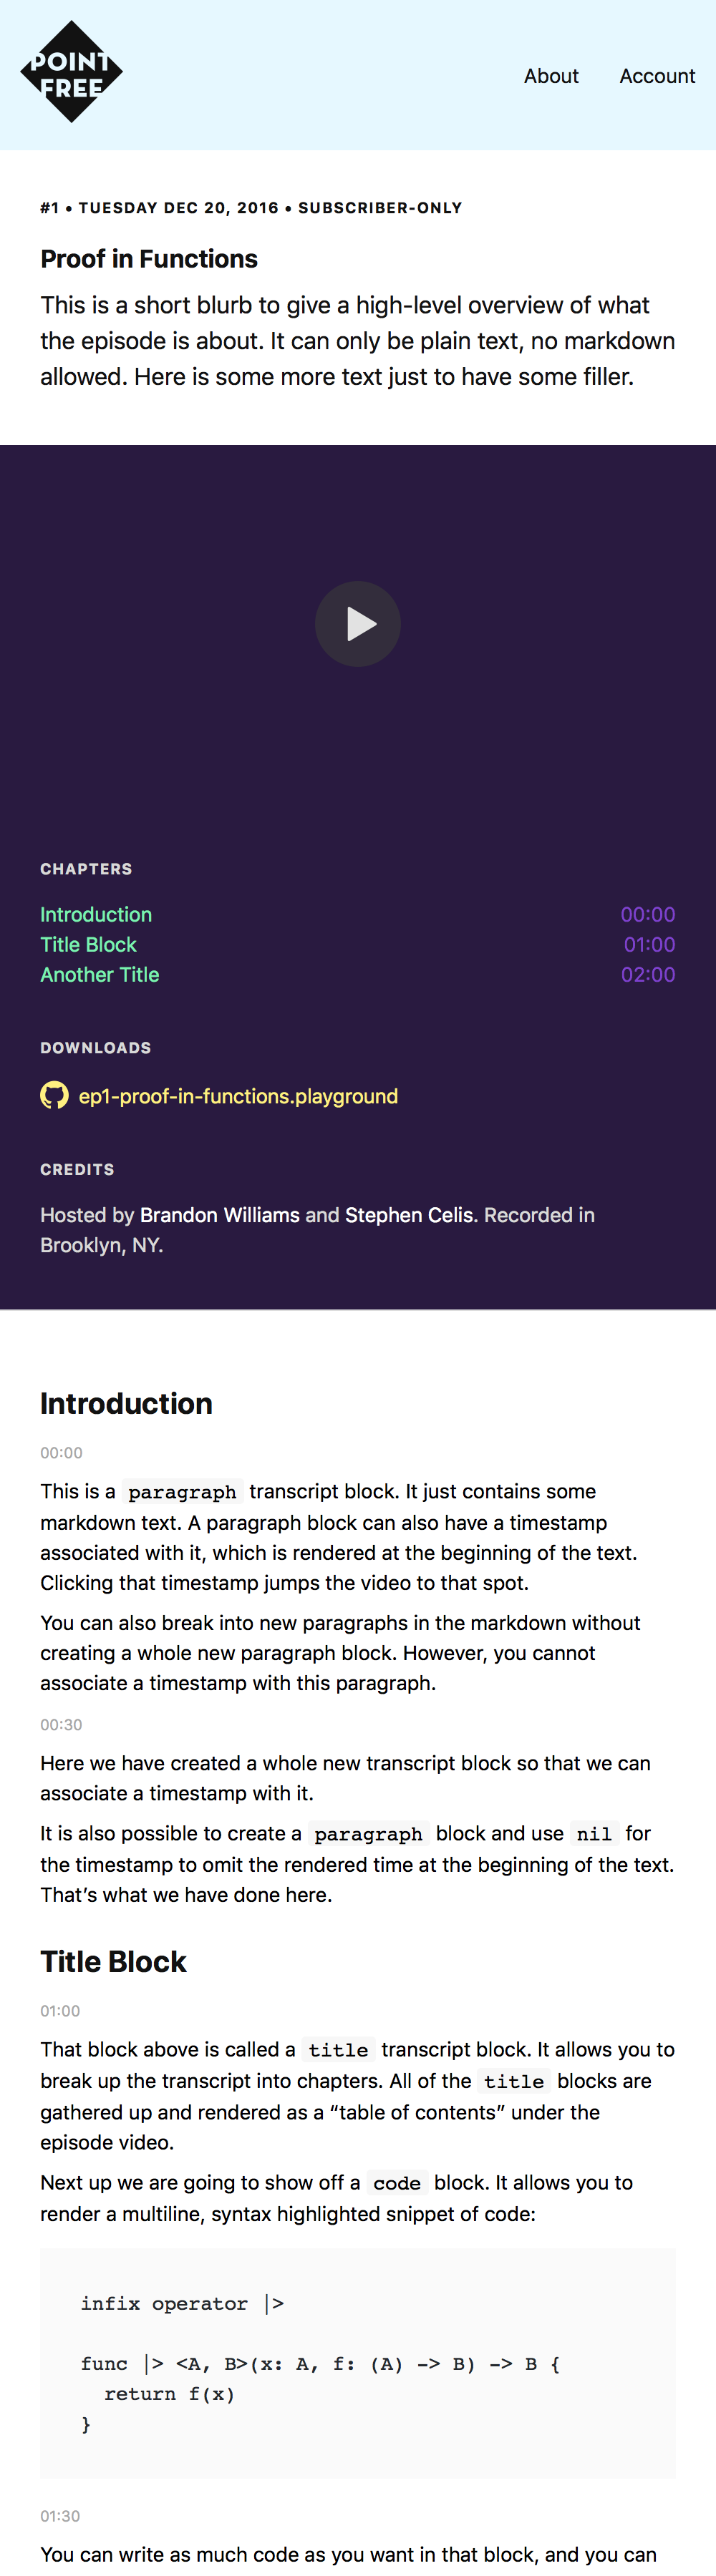 POINT
FREE
About Account
#1 • TUESDAY DEC 20, 2016 • SUBSCRIBER-ONLY
Proof in Functions
This is a short blurb to give a high-level overview of what
the episode is about. It can only be plain text, no markdown
allowed. Here is some more text just to have some filler.
CHAPTERS
Introduction 00:00
Title Block 01:00
Another Title 02:00
DOWNLOADS
ep1-proof-in-functions.playground
CREDITS
Hosted by Brandon Williams and Stephen Celis. Recorded in
Brooklyn, NY.
Introduction
00:00
This is a paragraph transcript block. It just contains some
markdown text. A paragraph block can also have a timestamp
associated with it, which is rendered at the beginning of the text.
Clicking that timestamp jumps the video to that spot.
You can also break into new paragraphs in the markdown without
creating a whole new paragraph block. However, you cannot
associate a timestamp with this paragraph.
00:30
Here we have created a whole new transcript block so that we can
associate a timestamp with it.
It is also possible to create a paragraph block and use nil for
the timestamp to omit the rendered time at the beginning of the text.
That’s what we have done here.
Title Block
01:00
That block above is called a title transcript block. It allows you to
break up the transcript into chapters. All of the title blocks are
gathered up and rendered as a “table of contents” under the
episode video.
Next up we are going to show off a code block. It allows you to
render a multiline, syntax highlighted snippet of code:
infix operator |>
func |> <A, B>(x: A, f: (A) -> B) -> B {
  return f(x)
}
01:30
You can write as much code as you want in that block, and you can